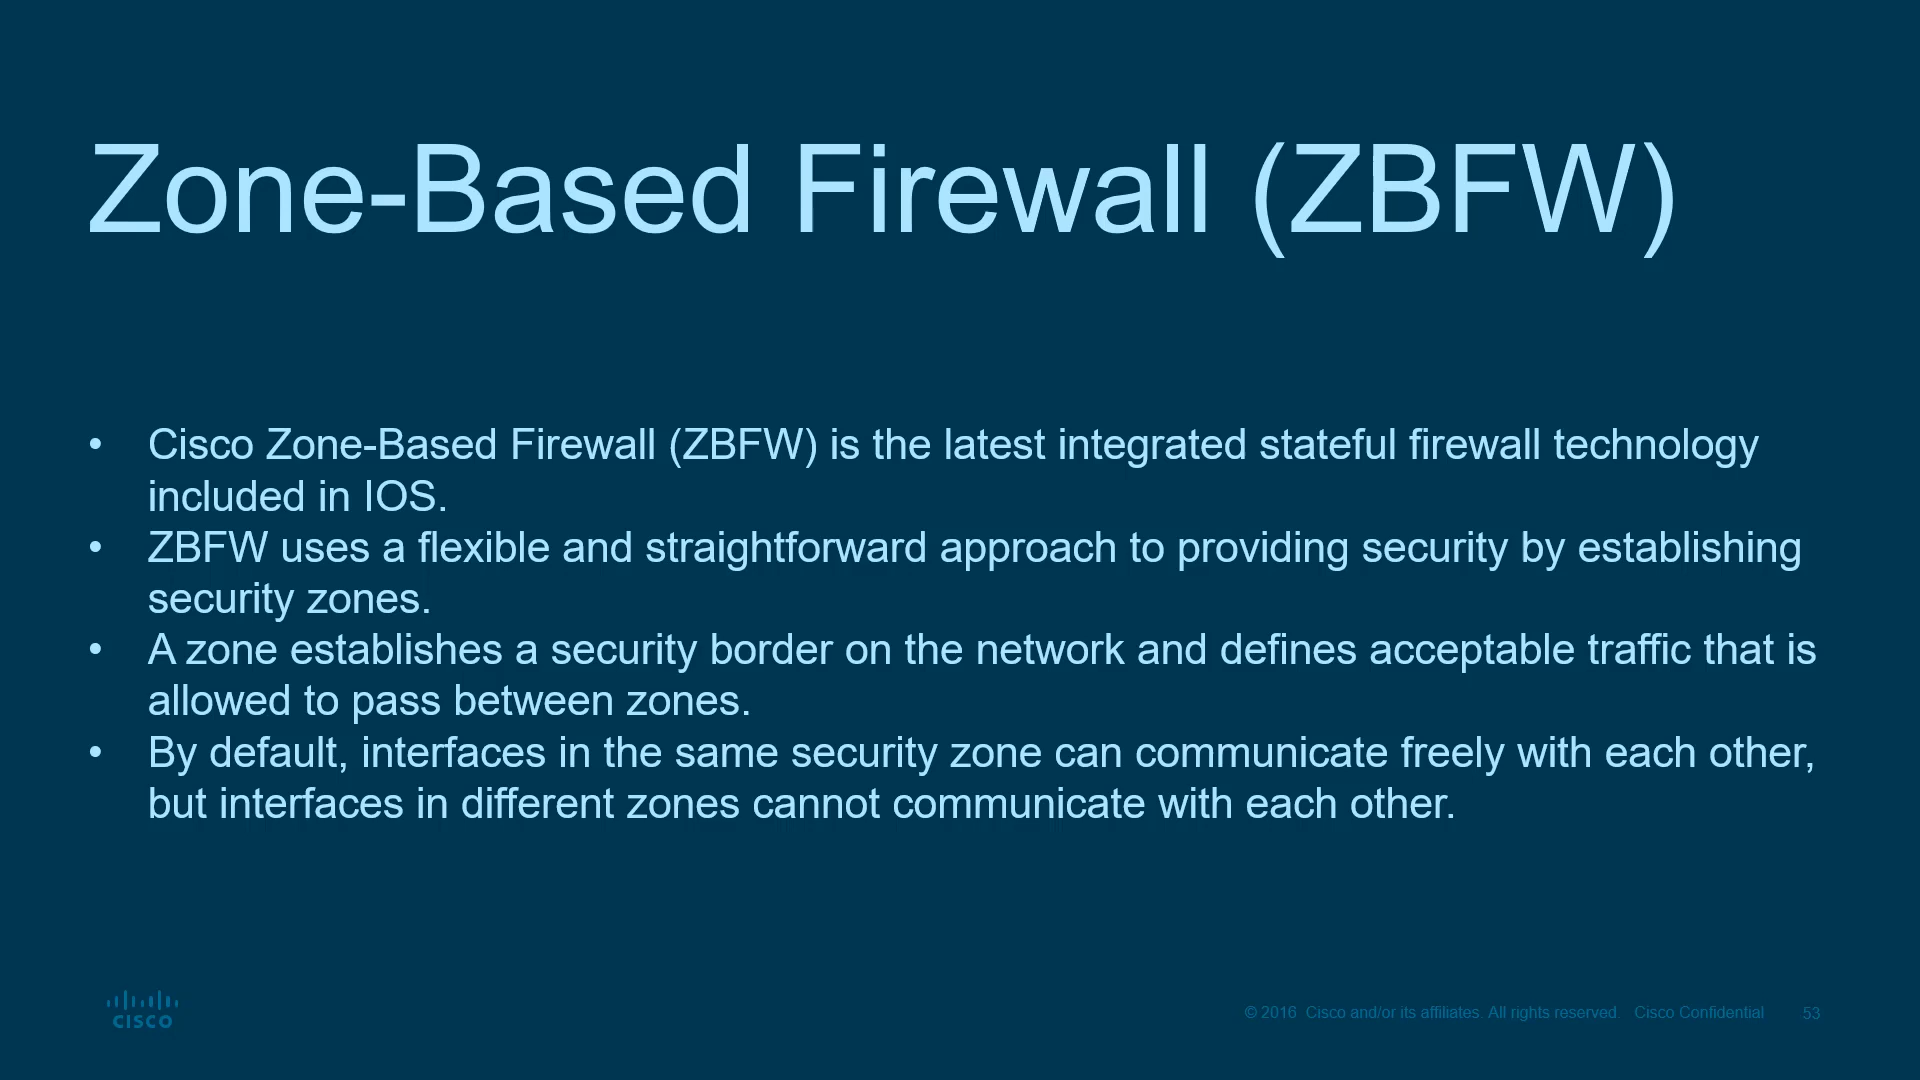 Zone-Based Firewall (ZBFW)
• Cisco Zone-Based Firewall (ZBFW) is the latest integrated stateful firewall technology
included in IOS.
• ZBFW uses a flexible and straightforward approach to providing security by establishing
security zones.
• A zone establishes a security border on the network and defines acceptable traffic that is
allowed to pass between zones.
• By default, interfaces in the same security zone can communicate freely with each other,
but interfaces in different zones cannot communicate with each other.
CISCO
© 2016 Cisco and/or its affiliates. All rights reserved. Cisco Confidential 53